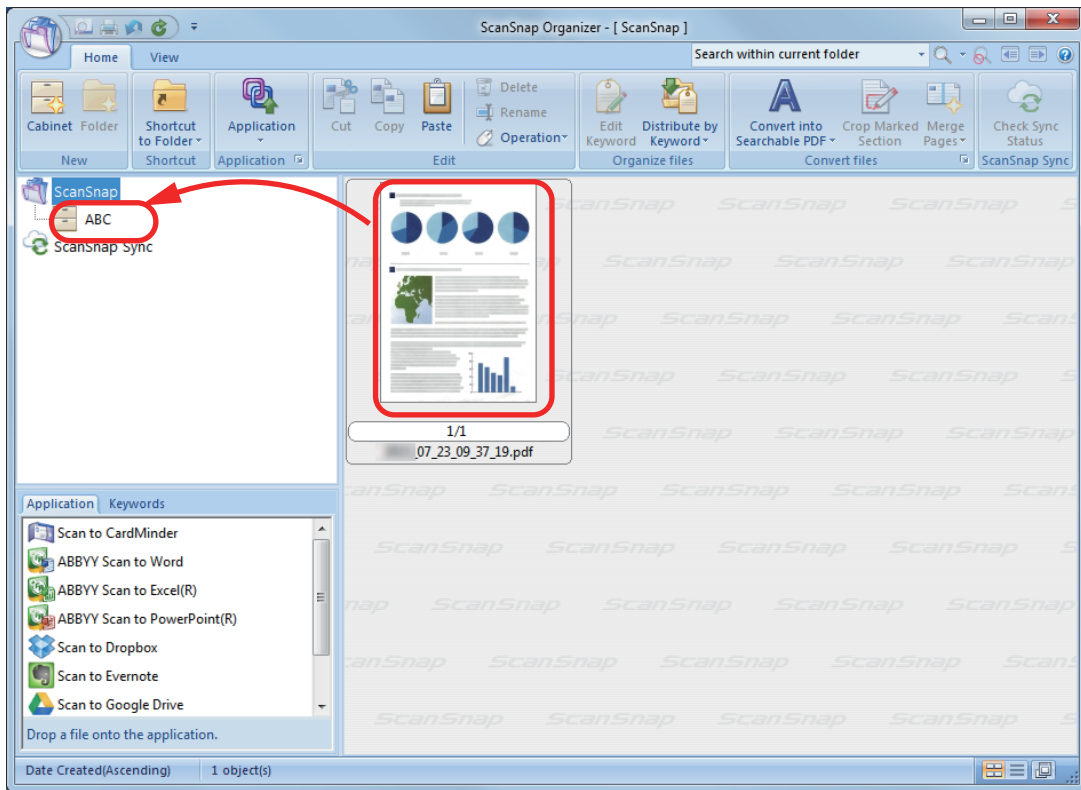 ScanSnap Organizer - [ ScanSnap ]
Home View
Search within current folder
Cabinet Folder
Shortcut to Folder
Application
Cut Copy Paste
Delete
Rename
Operation
Edit Keyword
Distribute by Keyword
Convert into Searchable PDF
Crop Marked Section
Merge Pages
Check Sync Status
New Shortcut Application Edit Organize files Convert files ScanSnap Sync
ScanSnap
ABC
ScanSnap Sync
1/1
_07_23_09_37_19.pdf
Application Keywords
Scan to CardMinder
ABBYY Scan to Word
ABBYY Scan to Excel(R)
ABBYY Scan to PowerPoint(R)
Scan to Dropbox
Scan to Evernote
Scan to Google Drive
Drop a file onto the application.
Date Created(Ascending) 1 object(s)